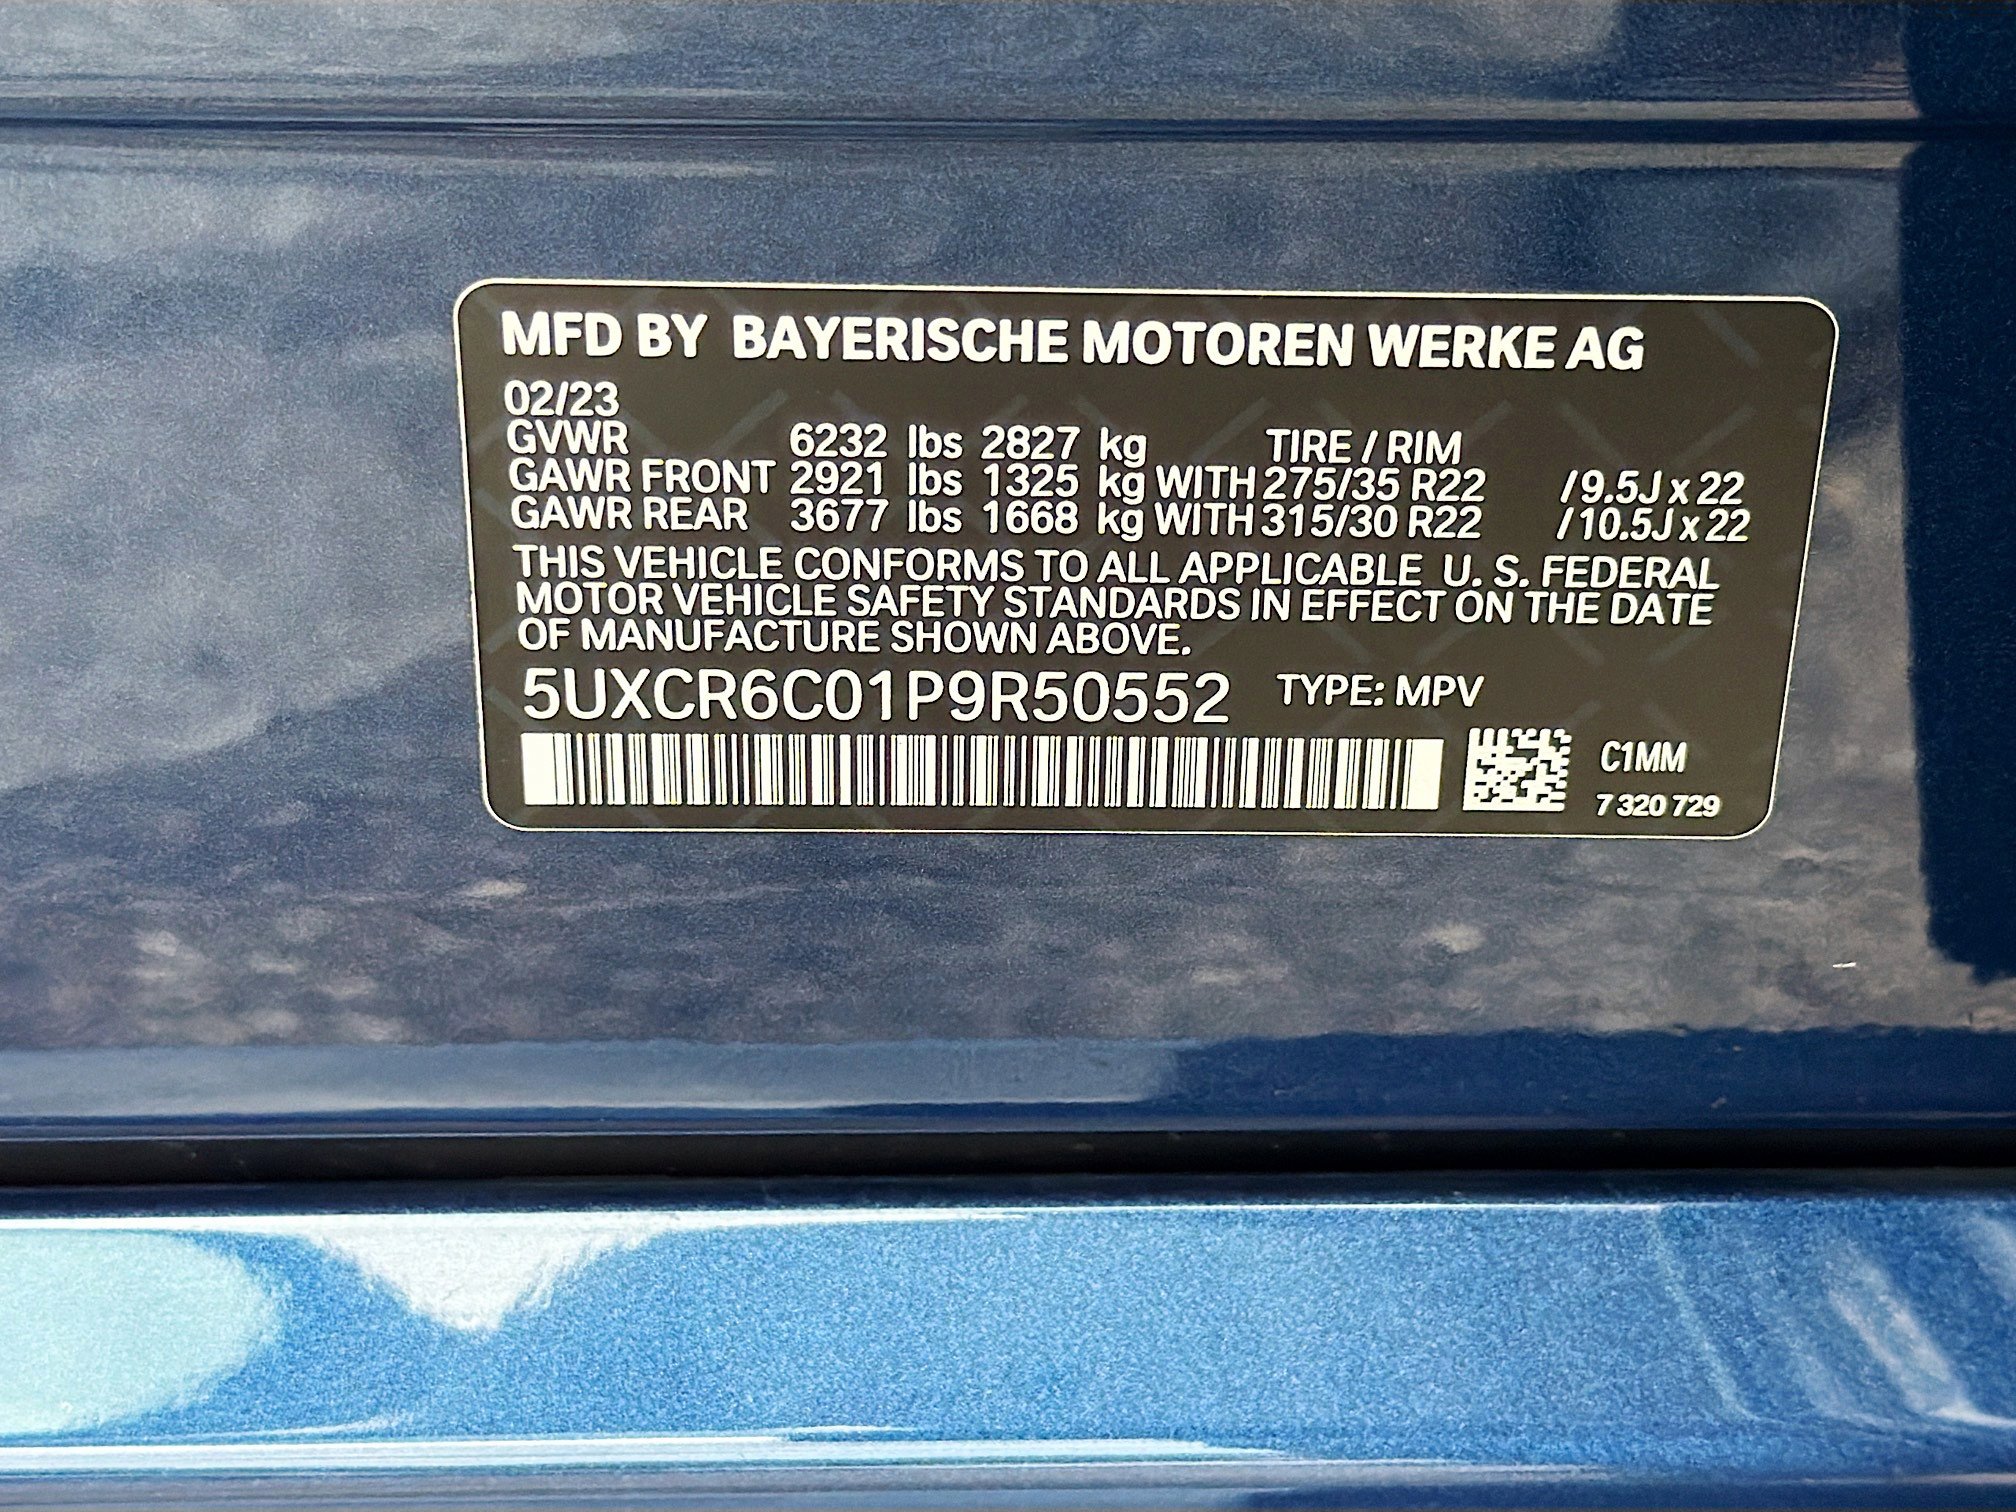 MFD BY BAYERISCHE MOTOREN WERKE AG
02/23
GVWR 6232 lbs 2827 kg TIRE / RIM
GAWR FRONT 2921 lbs 1325 kg WITH 275/35 R22 /9.5J x 22
GAWR REAR 3677 lbs 1668 kg WITH 315/30 R22 /10.5J x 22
THIS VEHICLE CONFORMS TO ALL APPLICABLE U. S. FEDERAL
MOTOR VEHICLE SAFETY STANDARDS IN EFFECT ON THE DATE
OF MANUFACTURE SHOWN ABOVE.
5UXCR6C01P9R50552 TYPE: MPV
C1MM
7 320 729